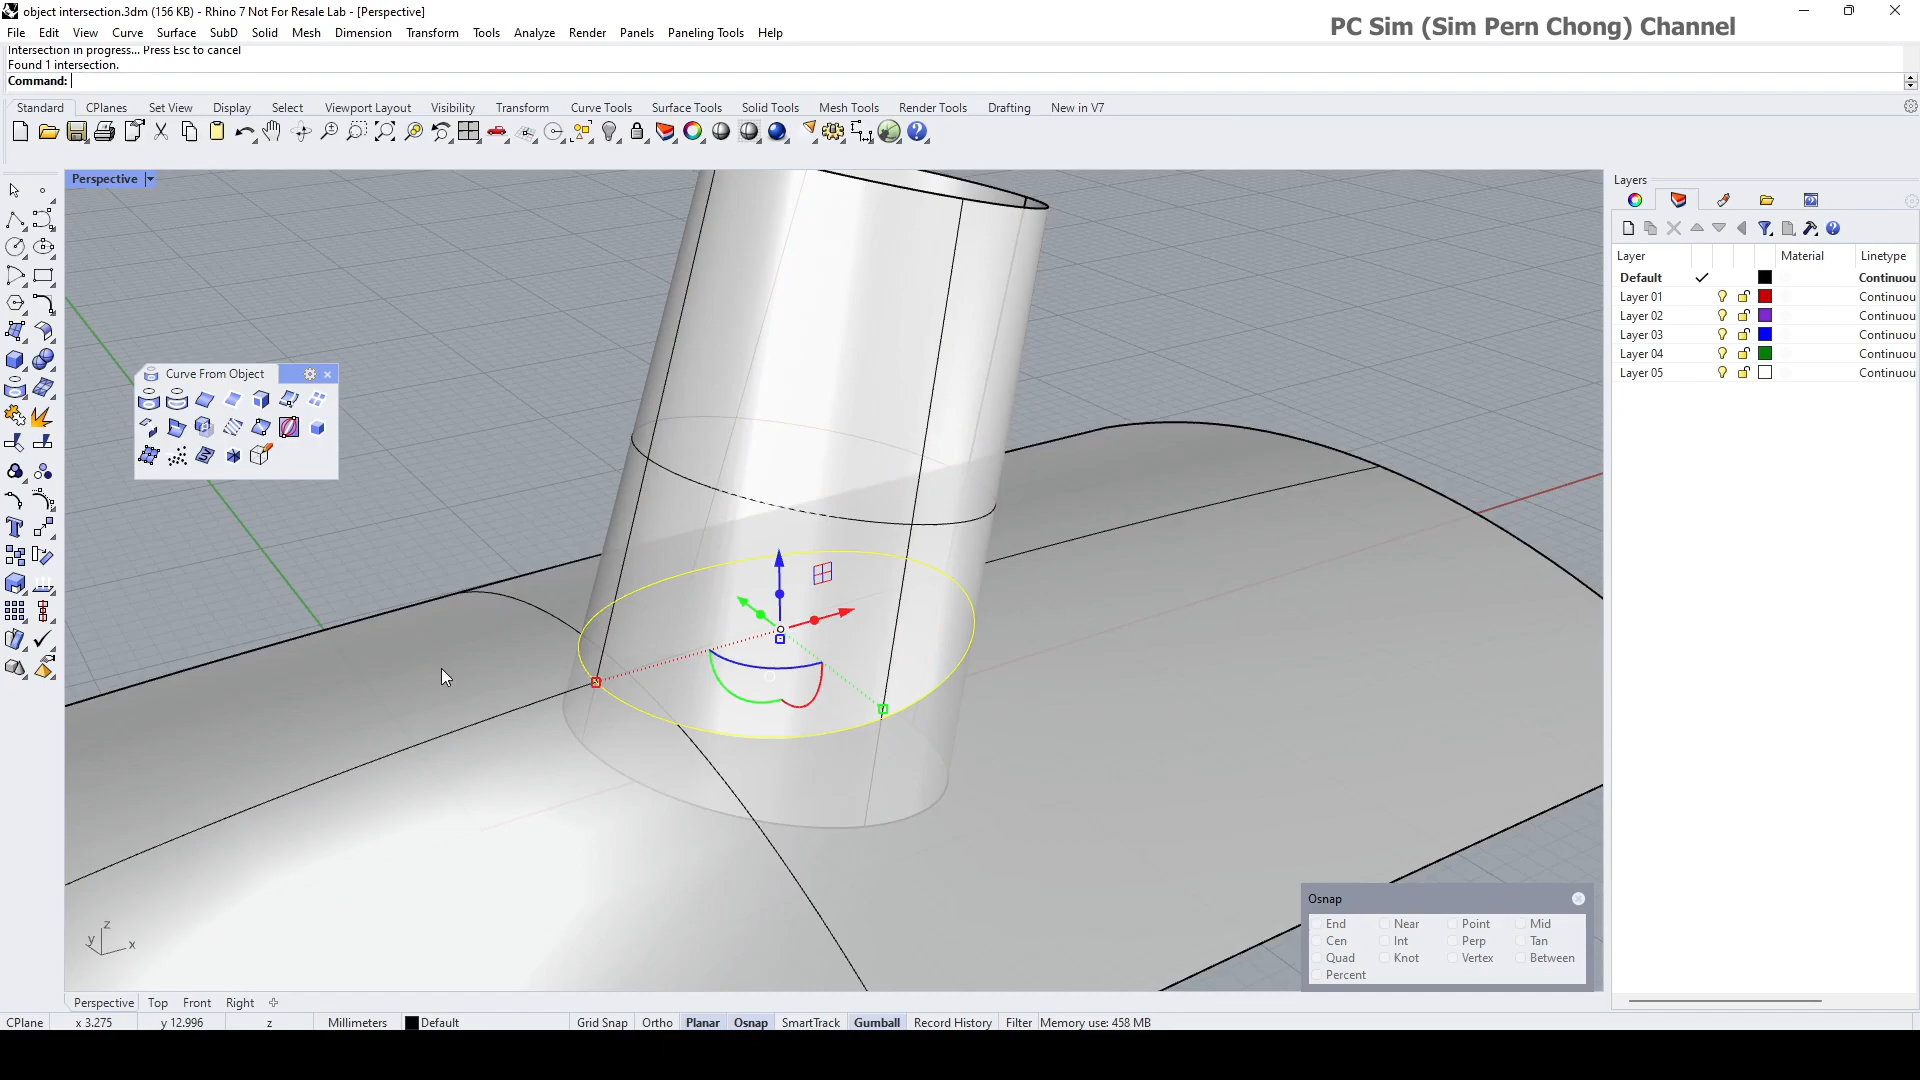 object intersection.3dm (156 KB) - Rhino 7 Not For Resale Lab - [Perspective]
PC Sim (Sim Pern Chong) Channel
File Edit View Curve Surface SubD Solid Mesh Dimension Transform Tools Analyze Render Panels Paneling Tools Help
Intersection in progress... Press Esc to cancel
Found 1 intersection.
Command:
Standard CPlanes Set View Display Select Viewport Layout Visibility Transform Curve Tools Surface Tools Solid Tools Mesh Tools Render Tools Drafting New in V7
Perspective
Layers
Layer Material Linetype
Default Continuou
Layer 01 Continuou
Layer 02 Continuou
Layer 03 Continuou
Layer 04 Continuou
Layer 05 Continuou
Curve From Object
Osnap
End Near Point Mid
Cen Int Perp Tan
Quad Knot Vertex Between
Percent
z
y x
Perspective Top Front Right
CPlane x 3.275 y 12.996 z Millimeters Default Grid Snap Ortho Planar Osnap SmartTrack Gumball Record History Filter Memory use: 458 MB